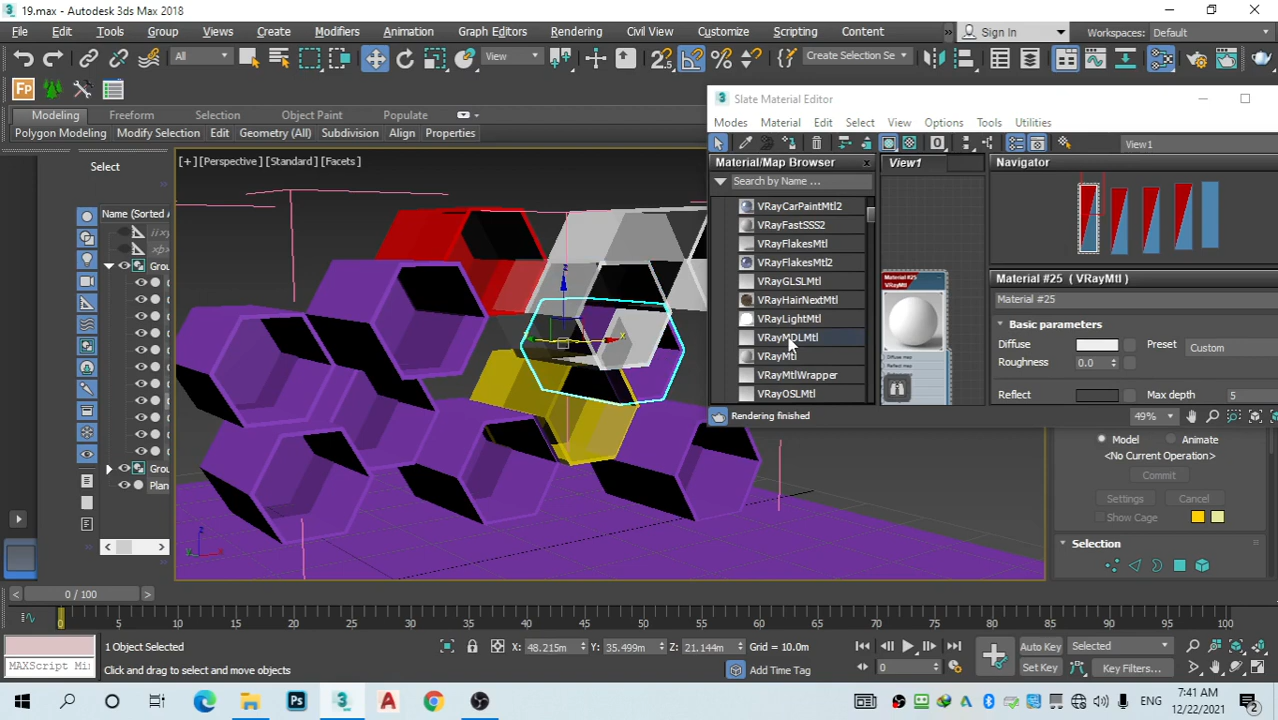 19.max - Autodesk 3ds Max 2018
File Edit Tools Group Views Create Modifiers Animation Graph Editors Rendering Civil View Customize Scripting Content » Sign In Workspaces: Default
All View Create Selection Se
Modeling Selection Object Paint Populate
Polygon Modeling Modify Selection Edit Geometry (All) Subdivision Align Properties
Slate Material Editor
Modes Material Edit Select View Options Tools Utilities
View1
Select
[+] [Perspective] [Standard] [Facets]
Material/Map Browser
View1
Navigator
Search by Name ...
Name (Sorted A
VRayCarPaintMtl2
VRayFastSSS2
VRayFlakesMtl
VRayFlakesMtl2
Grou
VRayGLSLMtl
VRayHairNextMtl
VRayLightMtl
VRayMDLMtl
VRayMtl
VRayMtlWrapper
VRayOSLMtl
Material #25
VRayMtl
Material #25 ( VRayMtl )
Material #25
Basic parameters
Diffuse Preset Custom
Roughness 0.0
Reflect Max depth 5
Rendering finished
49%
Model Animate
<No Current Operation>
Commit
Settings Cancel
Show Cage
Selection
Grou
Plan
0 / 100
0 5 10 15 20 25 30 35 40 45 50 55 60 65 70 75 80 85 90 95 100
1 Object Selected X: 48.215m Y: 35.499m Z: 21.144m Grid = 10.0m Auto Key Selected
MAXScript Mi Click and drag to select and move objects Add Time Tag 0 Set Key Key Filters...
ENG
7:41 AM
12/22/2021
2